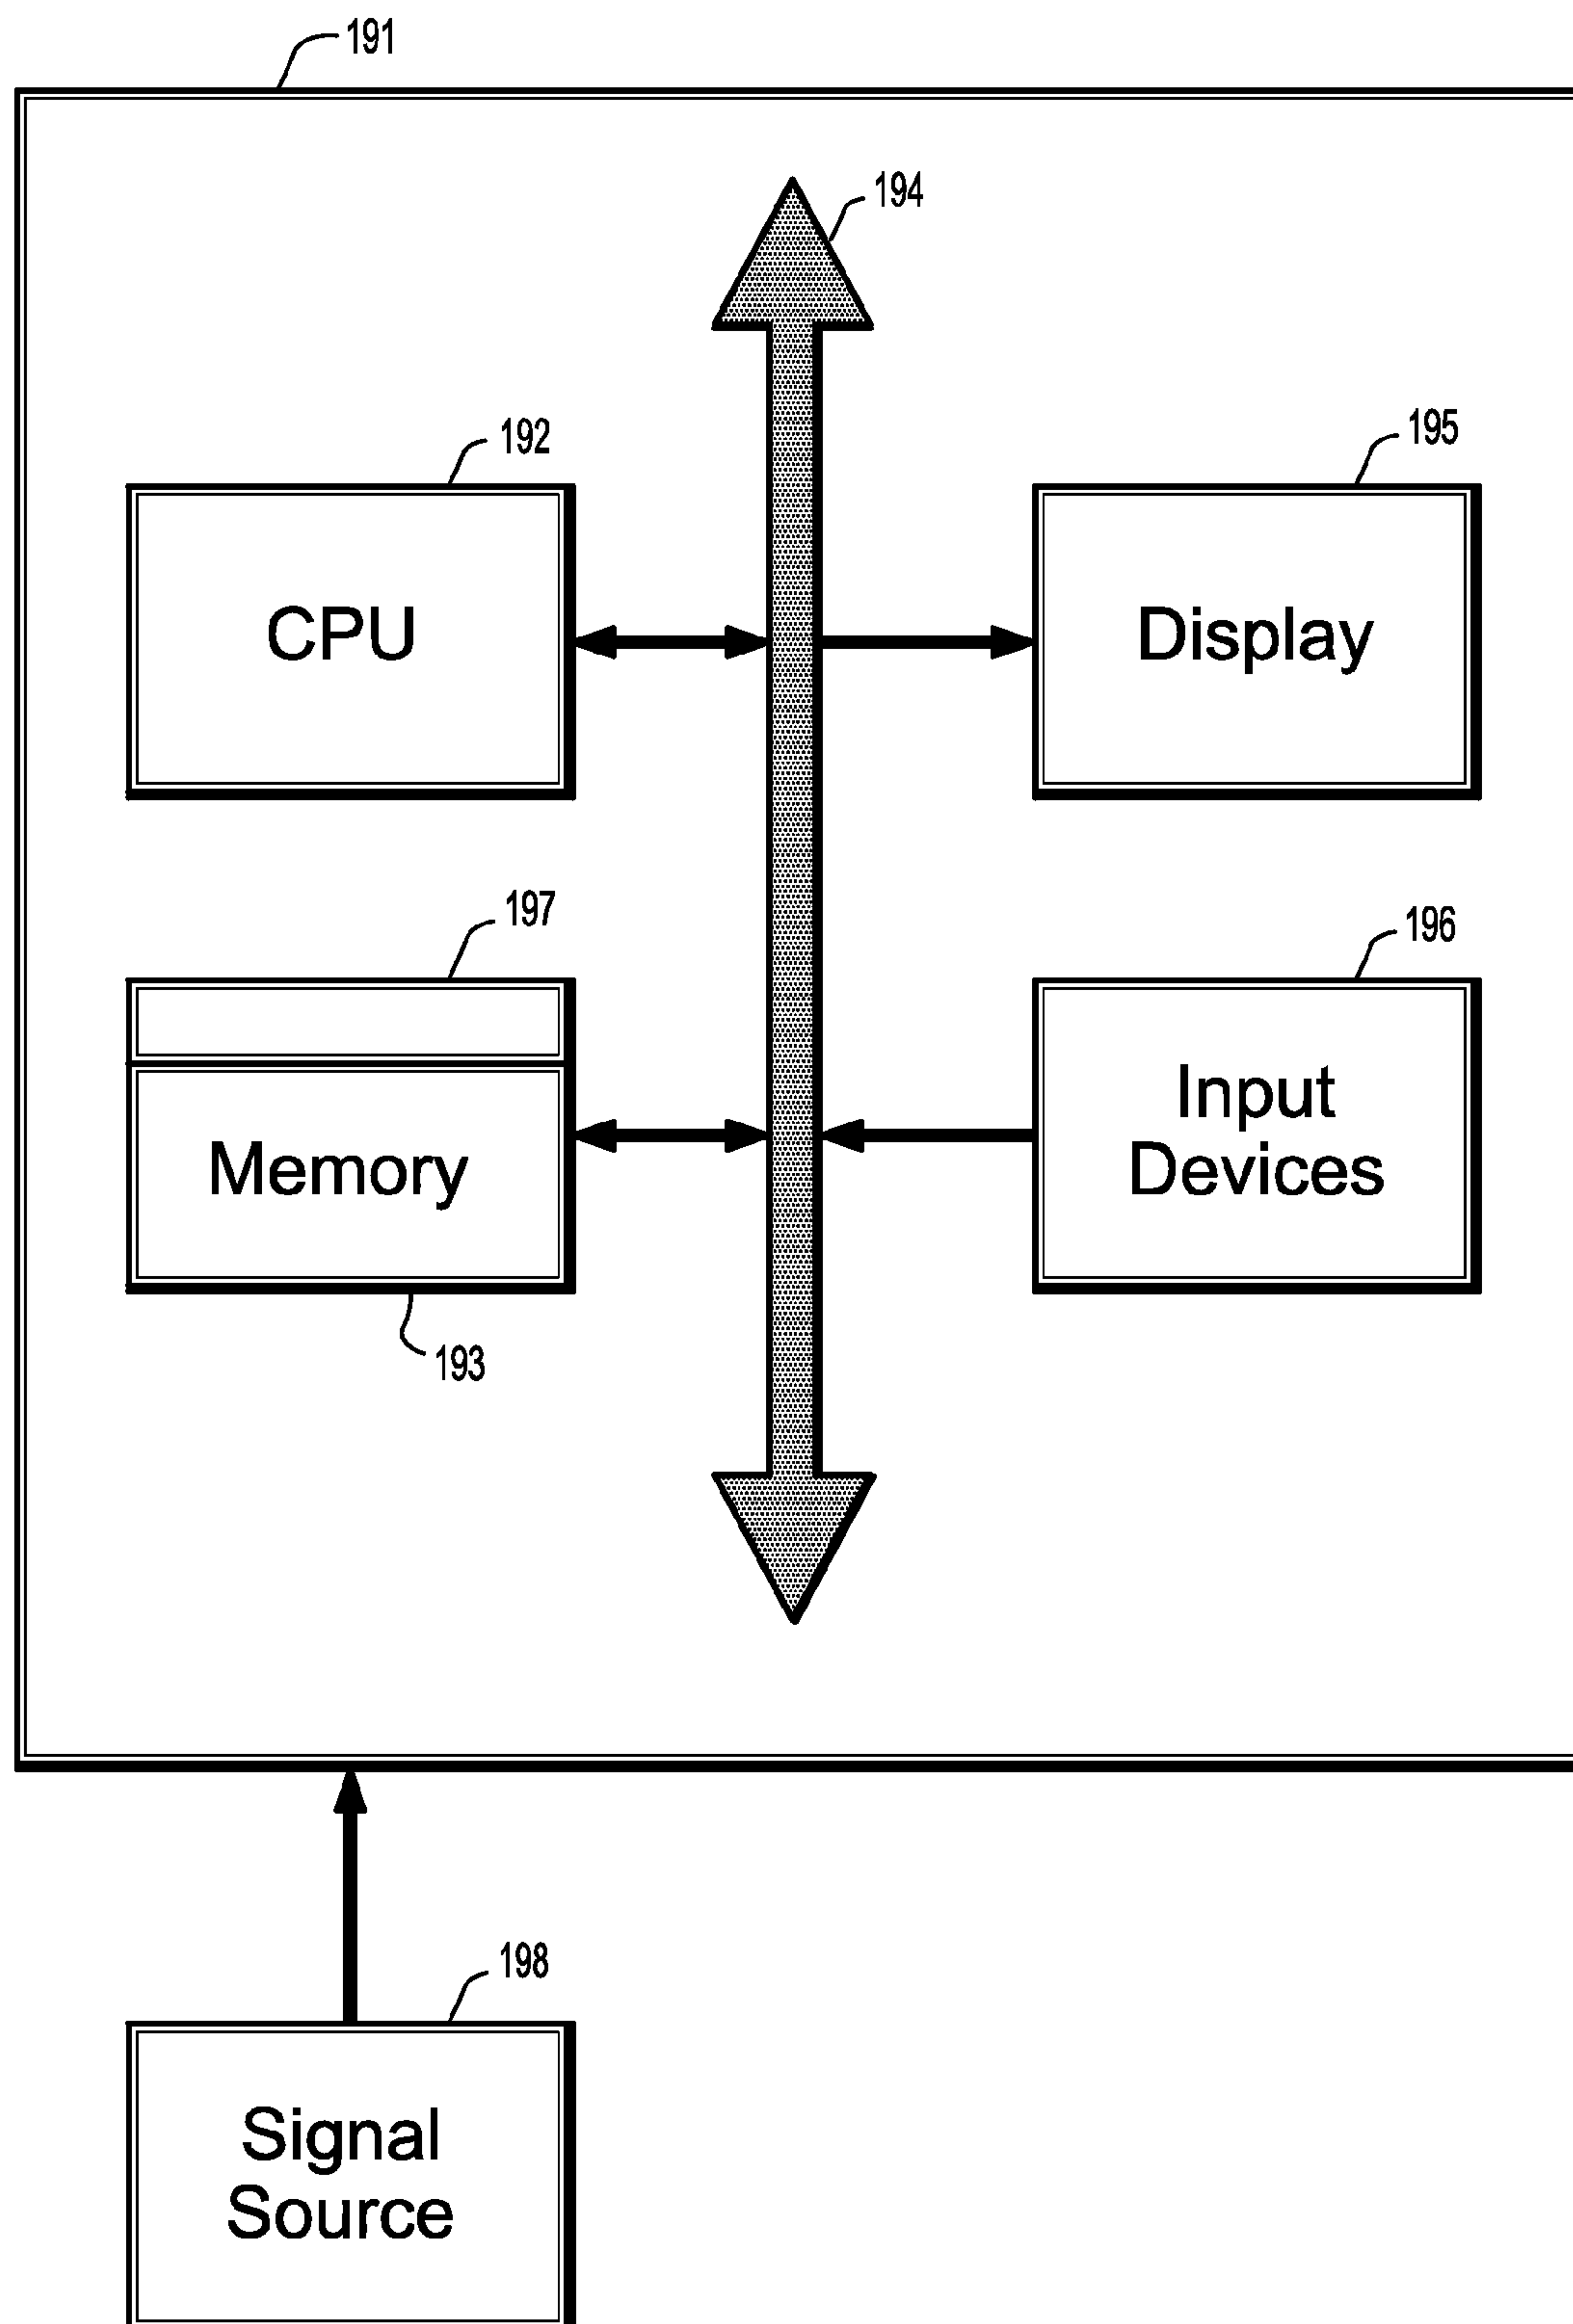 191
194
192
CPU
195
Display
197
Memory
193
196
Input
Devices
198
Signal
Source